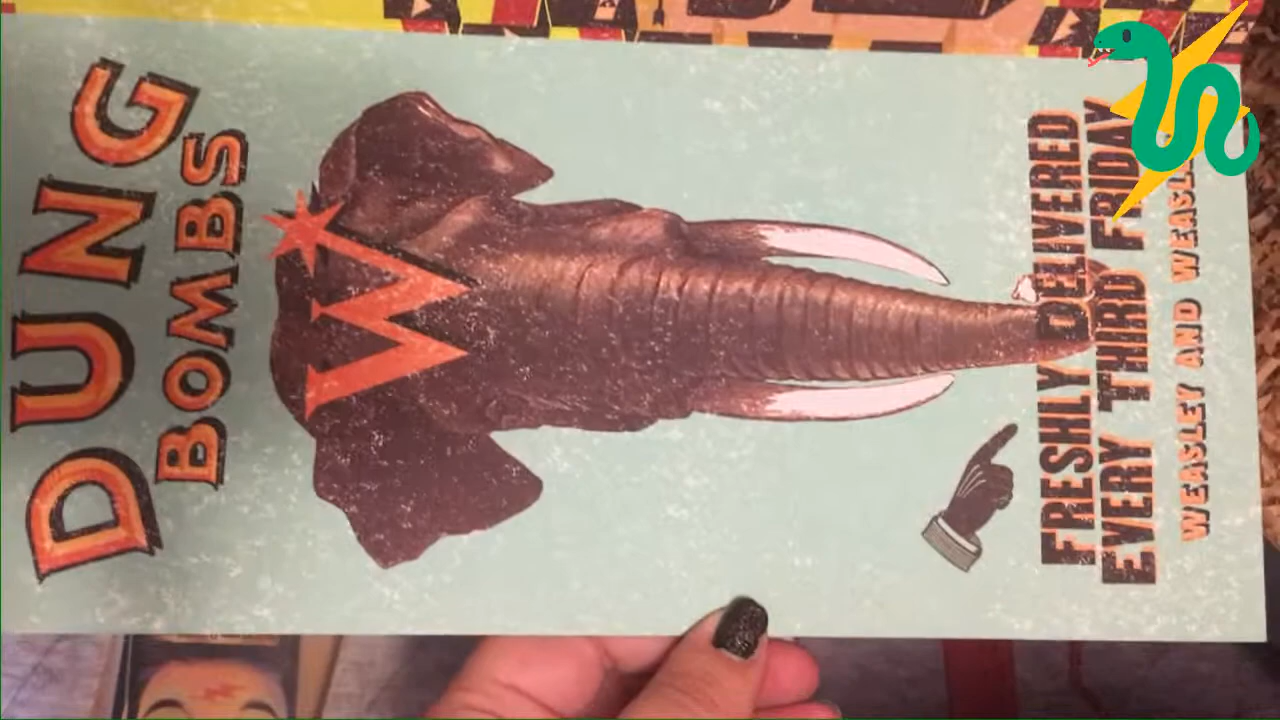 DUNG
BOMBS
W
FRESHLY DELIVERED
EVERY THIRD FRIDAY
WEASLEY AND